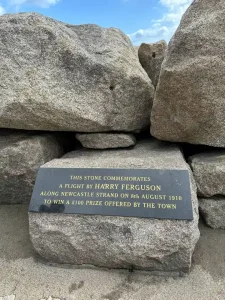 THIS STONE COMMEMORATES
A FLIGHT BY HARRY FERGUSON
ALONG NEWCASTLE STRAND ON 8th AUGUST 1910
TO WIN A £100 PRIZE OFFERED BY THE TOWN